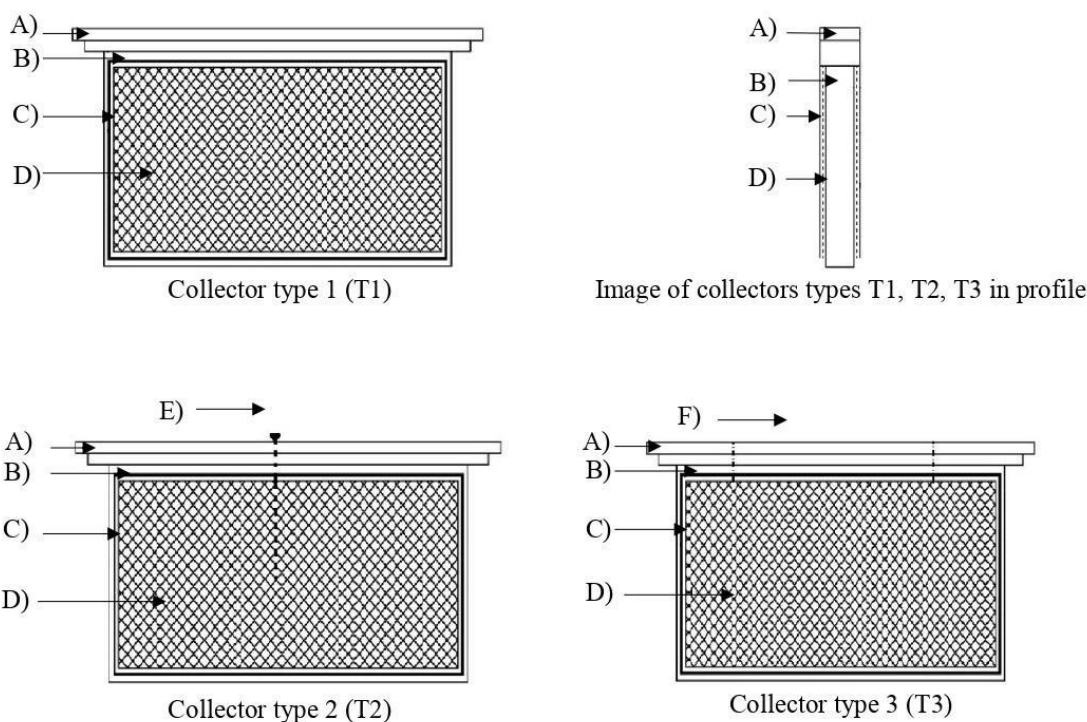 A)
B)
C)
D)
Collector type 1 (T1)
A)
B)
C)
D)
Image of collectors types T1, T2, T3 in profile
E)
A)
B)
C)
D)
Collector type 2 (T2)
F)
A)
B)
C)
D)
Collector type 3 (T3)